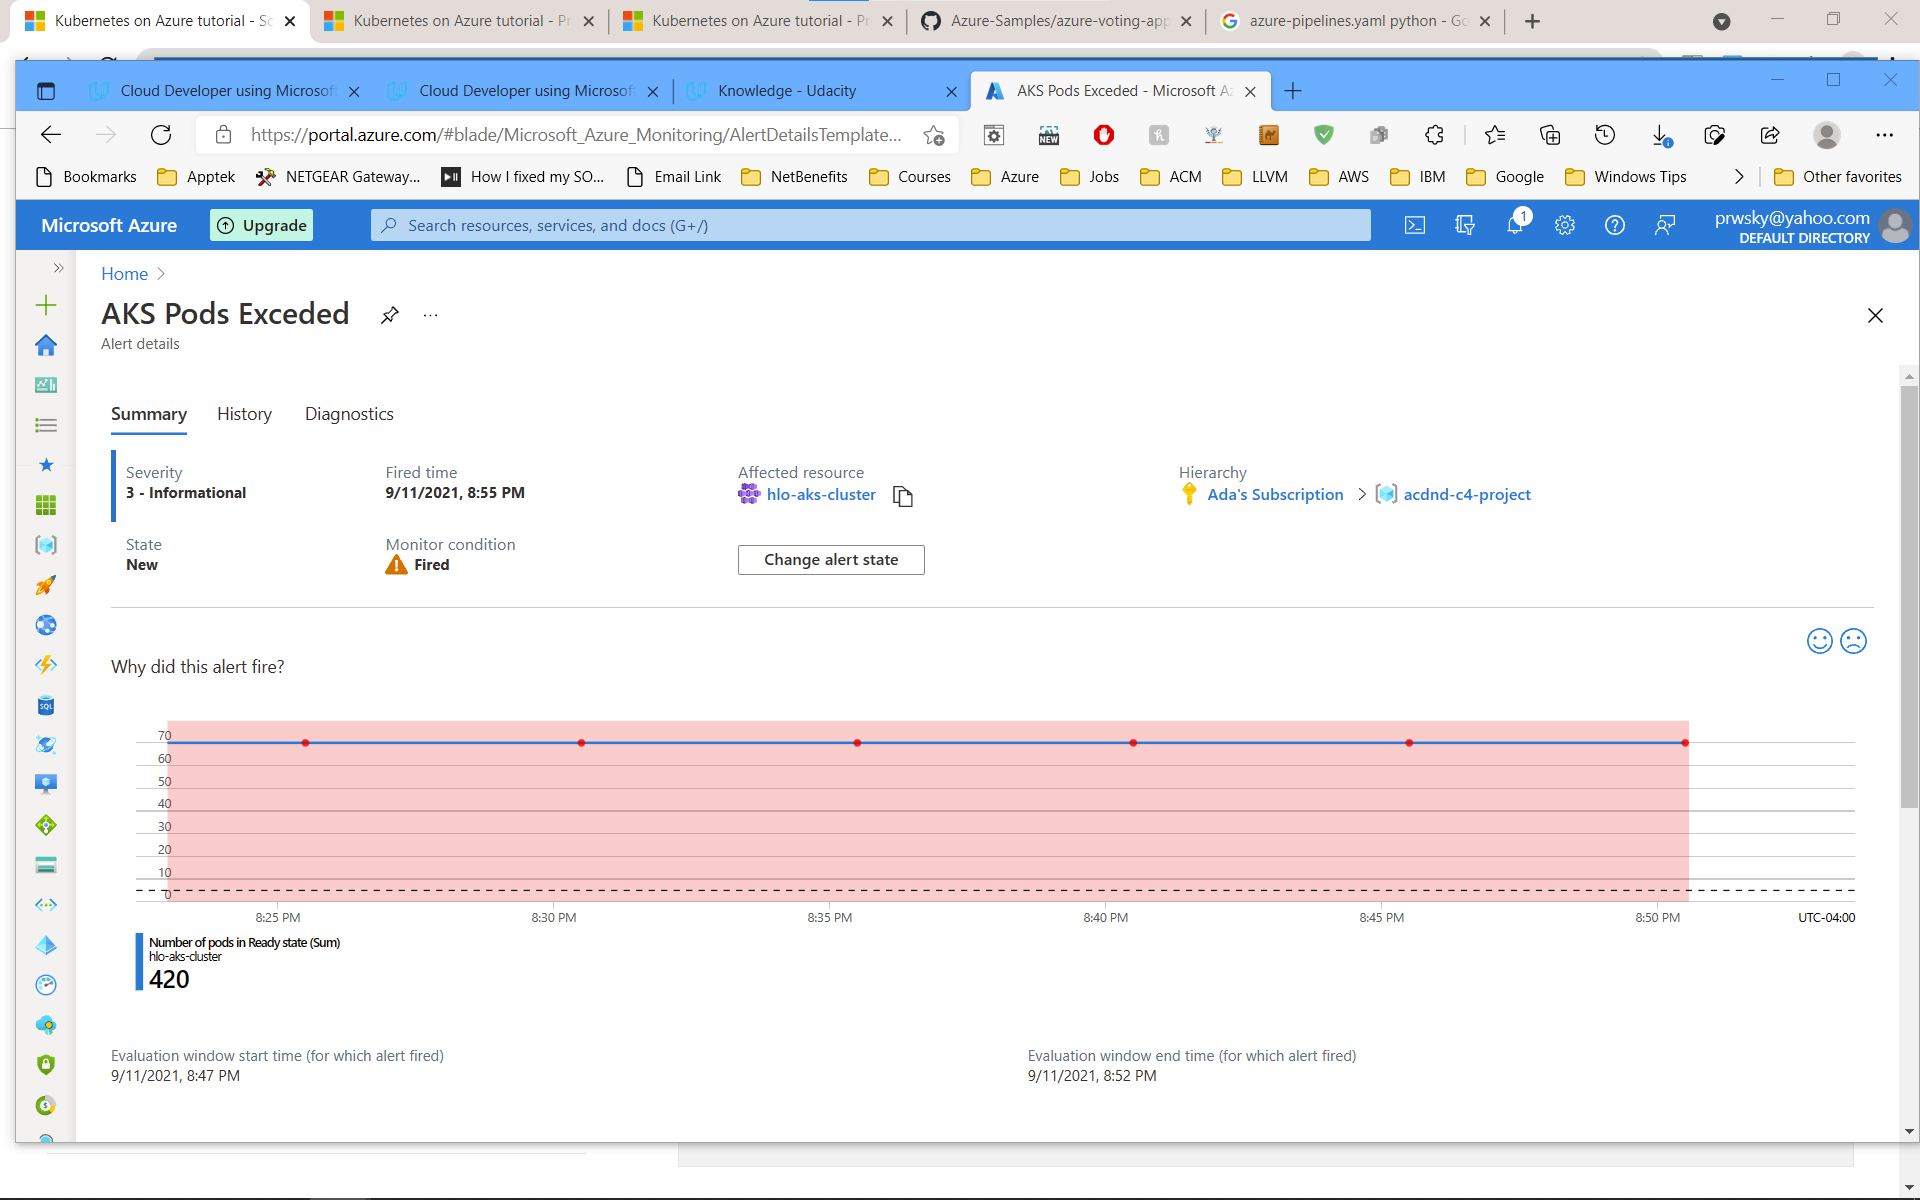 Kubernetes on Azure tutorial - Sc
Kubernetes on Azure tutorial - Pr
Kubernetes on Azure tutorial - Pr
Azure-Samples/azure-voting-app
azure-pipelines.yaml python - Go
Cloud Developer using Microsoft
Cloud Developer using Microsoft
Knowledge - Udacity
AKS Pods Exceded - Microsoft Az
https://portal.azure.com/#blade/Microsoft_Azure_Monitoring/AlertDetailsTemplate...
NEW
Bookmarks
Apptek
NETGEAR Gateway...
How I fixed my SO...
Email Link
NetBenefits
Courses
Azure
Jobs
ACM
LLVM
AWS
IBM
Google
Windows Tips
Other favorites
Microsoft Azure
Upgrade
Search resources, services, and docs (G+/)
1
prwsky@yahoo.com
DEFAULT DIRECTORY
Home
AKS Pods Exceded
...
Alert details
Summary
History
Diagnostics
Severity
3 - Informational
Fired time
9/11/2021, 8:55 PM
Affected resource
hlo-aks-cluster
Hierarchy
Ada's Subscription
acdnd-c4-project
State
New
Monitor condition
Fired
Change alert state
Why did this alert fire?
70
60
50
40
30
20
10
0
8:25 PM
8:30 PM
8:35 PM
8:40 PM
8:45 PM
8:50 PM
UTC-04:00
Number of pods in Ready state (Sum)
hlo-aks-cluster
420
Evaluation window start time (for which alert fired)
9/11/2021, 8:47 PM
Evaluation window end time (for which alert fired)
9/11/2021, 8:52 PM
SQL